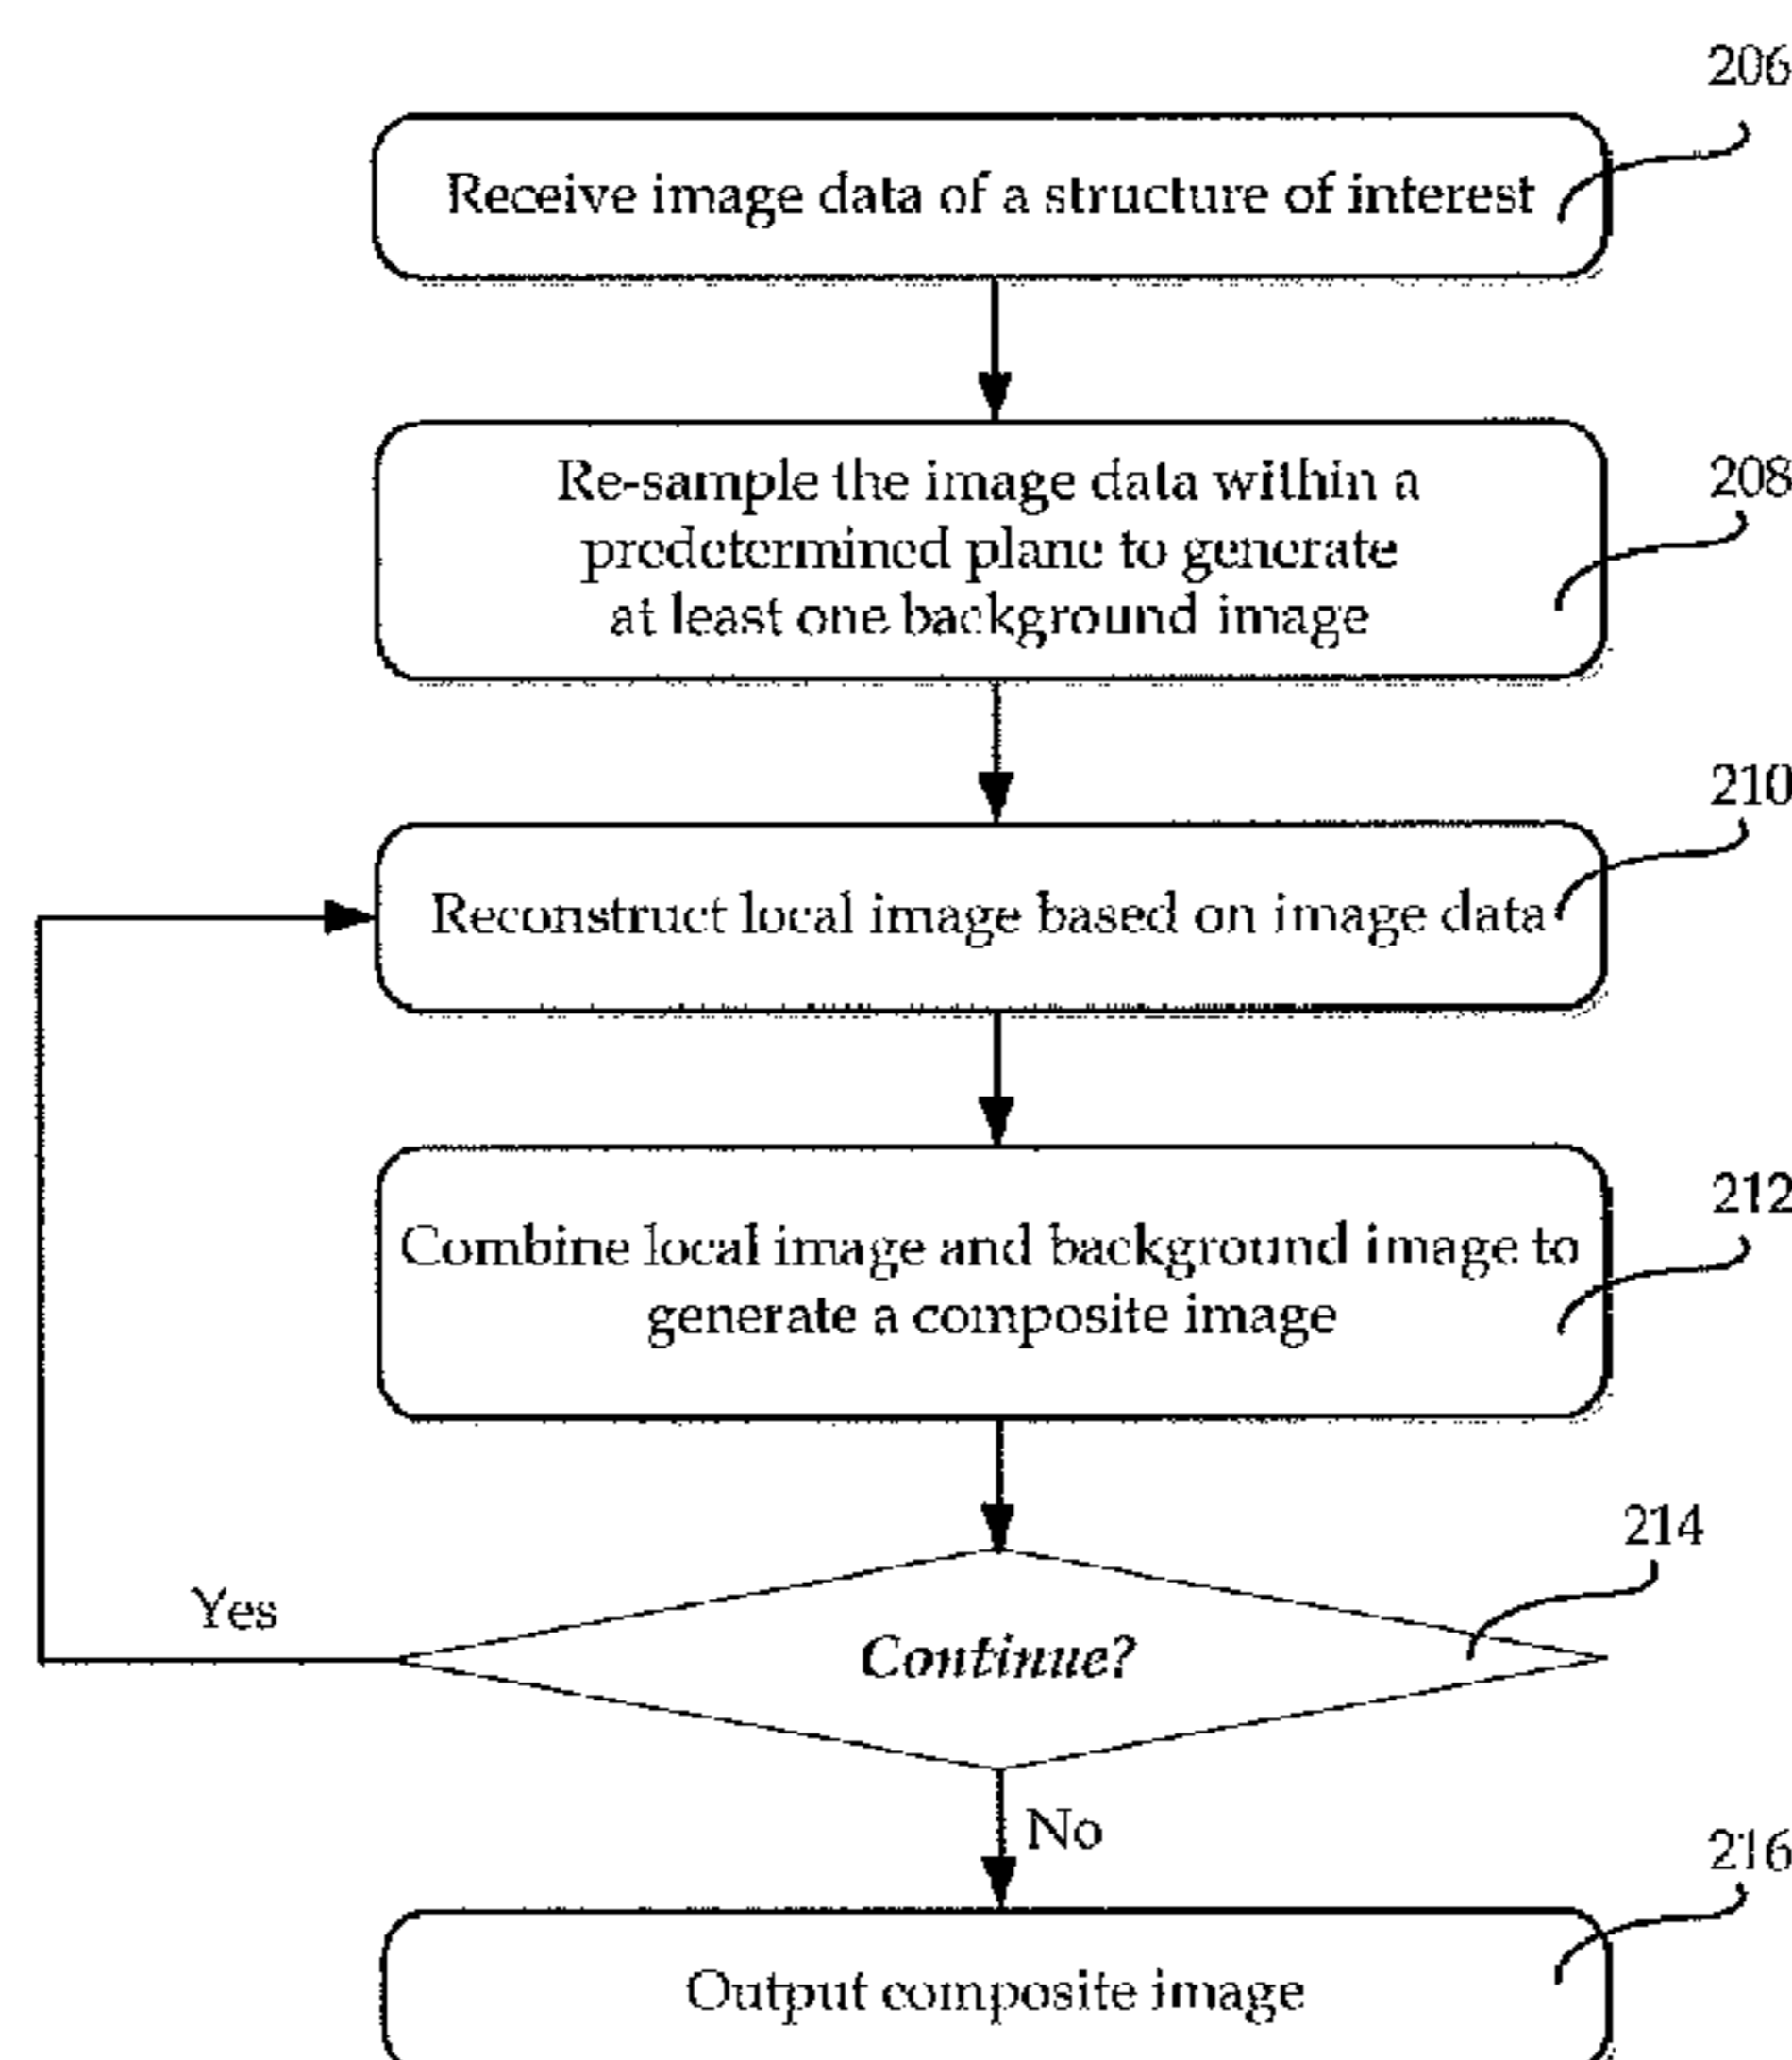 206
Receive image data of a structure of interest
208
Re-sample the image data within a
predetermined plane to generate
at least one background image
210
Reconstruct local image based on image data
212
Combine local image and background image to
generate a composite image
214
Yes
Continue?
No
216
Output composite image